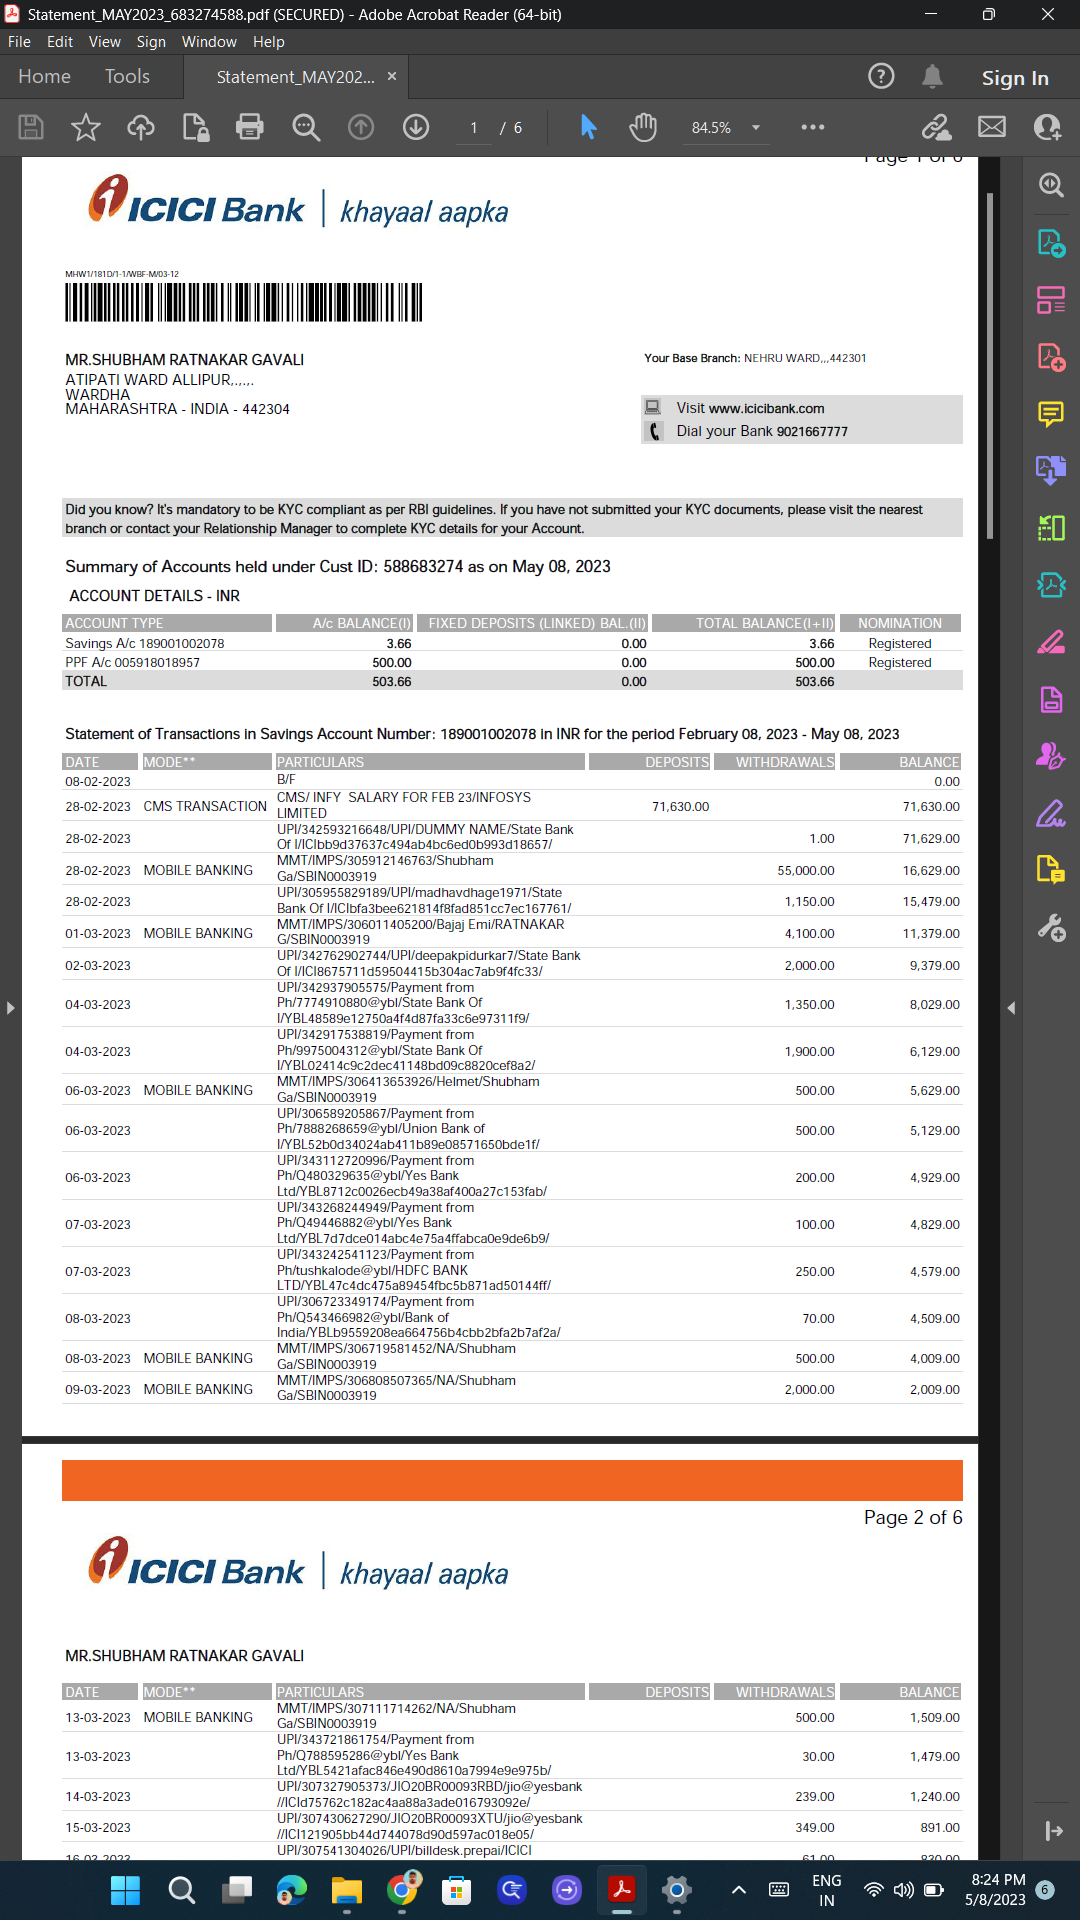 Statement_MAY2023_683274588.pdf (SECURED) - Adobe Acrobat Reader (64-bit)
File Edit View Sign Window Help
Home Tools Statement_MAY202... × Sign In
1 / 6 84.5%
Page 1 of 6
ICICI Bank khayaal aapka
MHW1/181D/1-1/WBF-M/03-12
MR.SHUBHAM RATNAKAR GAVALI
Your Base Branch: NEHRU WARD,,,442301
ATIPATI WARD ALLIPUR,.,.,.
WARDHA
MAHARASHTRA - INDIA - 442304
Visit www.icicibank.com
Dial your Bank 9021667777
Did you know? It's mandatory to be KYC compliant as per RBI guidelines. If you have not submitted your KYC documents, please visit the nearest
branch or contact your Relationship Manager to complete KYC details for your Account.
Summary of Accounts held under Cust ID: 588683274 as on May 08, 2023
ACCOUNT DETAILS - INR
ACCOUNT TYPE A/c BALANCE(I) FIXED DEPOSITS (LINKED) BAL.(II) TOTAL BALANCE(I+II) NOMINATION
Savings A/c 189001002078 3.66 0.00 3.66 Registered
PPF A/c 005918018957 500.00 0.00 500.00 Registered
TOTAL 503.66 0.00 503.66
Statement of Transactions in Savings Account Number: 189001002078 in INR for the period February 08, 2023 - May 08, 2023
DATE MODE** PARTICULARS DEPOSITS WITHDRAWALS BALANCE
08-02-2023 B/F 0.00
28-02-2023 CMS TRANSACTION CMS/ INFY SALARY FOR FEB 23/INFOSYS
LIMITED 71,630.00 71,630.00
28-02-2023 UPI/342593216648/UPI/DUMMY NAME/State Bank
Of I/ICIbb9d37637c494ab4bc6ed0b993d18657/ 1.00 71,629.00
28-02-2023 MOBILE BANKING MMT/IMPS/305912146763/Shubham
Ga/SBIN0003919 55,000.00 16,629.00
28-02-2023 UPI/305955829189/UPI/madhavdhage1971/State
Bank Of I/ICIbfa3bee621814f8fad851cc7ec167761/ 1,150.00 15,479.00
01-03-2023 MOBILE BANKING MMT/IMPS/306011405200/Bajaj Emi/RATNAKAR
G/SBIN0003919 4,100.00 11,379.00
02-03-2023 UPI/342762902744/UPI/deepakpidurkar7/State Bank
Of I/ICI8675711d59504415b304ac7ab9f4fc33/ 2,000.00 9,379.00
04-03-2023 UPI/342937905575/Payment from
Ph/7774910880@ybl/State Bank Of
I/YBL48589e12750a4f4d87fa33c6e97311f9/ 1,350.00 8,029.00
04-03-2023 UPI/342917538819/Payment from
Ph/9975004312@ybl/State Bank Of
I/YBL02414c9c2dec41148bd09c8820cef8a2/ 1,900.00 6,129.00
06-03-2023 MOBILE BANKING MMT/IMPS/306413653926/Helmet/Shubham
Ga/SBIN0003919 500.00 5,629.00
06-03-2023 UPI/306589205867/Payment from
Ph/7888268659@ybl/Union Bank of
I/YBL52b0d34024ab411b89e08571650bde1f/ 500.00 5,129.00
06-03-2023 UPI/343112720996/Payment from
Ph/Q480329635@ybl/Yes Bank
Ltd/YBL8712c0026ecb49a38af400a27c153fab/ 200.00 4,929.00
07-03-2023 UPI/343268244949/Payment from
Ph/Q49446882@ybl/Yes Bank
Ltd/YBL7d7dce014abc4e75a4ffabca0e9de6b9/ 100.00 4,829.00
07-03-2023 UPI/343242541123/Payment from
Ph/tushkalode@ybl/HDFC BANK
LTD/YBL47c4dc475a89454fbc5b871ad50144ff/ 250.00 4,579.00
08-03-2023 UPI/306723349174/Payment from
Ph/Q543466982@ybl/Bank of
India/YBLb9559208ea664756b4cbb2bfa2b7af2a/ 70.00 4,509.00
08-03-2023 MOBILE BANKING MMT/IMPS/306719581452/NA/Shubham
Ga/SBIN0003919 500.00 4,009.00
09-03-2023 MOBILE BANKING MMT/IMPS/306808507365/NA/Shubham
Ga/SBIN0003919 2,000.00 2,009.00
Page 2 of 6
ICICI Bank khayaal aapka
MR.SHUBHAM RATNAKAR GAVALI
DATE MODE** PARTICULARS DEPOSITS WITHDRAWALS BALANCE
13-03-2023 MOBILE BANKING MMT/IMPS/307111714262/NA/Shubham
Ga/SBIN0003919 500.00 1,509.00
13-03-2023 UPI/343721861754/Payment from
Ph/Q788595286@ybl/Yes Bank
Ltd/YBL5421afac846e490d8610a7994e9e975b/ 30.00 1,479.00
14-03-2023 UPI/307327905373/JIO20BR00093RBD/jio@yesbank
//ICId75762c182ac4aa88a3ade016793092e/ 239.00 1,240.00
15-03-2023 UPI/307430627290/JIO20BR00093XTU/jio@yesbank
//ICI121905bb44d744078d90d597ac018e05/ 349.00 891.00
16-03-2023 UPI/307541304026/UPI/billdesk.prepai/ICICI 61.00 830.00
ENG
IN
8:24 PM
5/8/2023
6